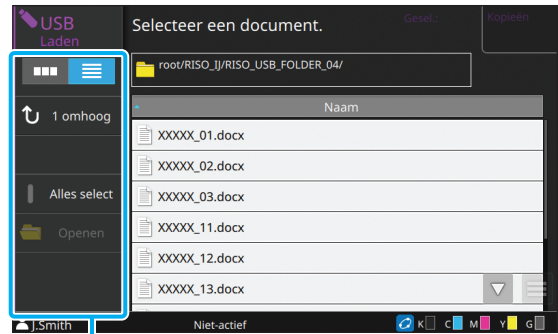 USB
Laden
Selecteer een document.
Gesel.:
Kopieën
root/RISO_IJ/RISO_USB_FOLDER_04/
1 omhoog
Alles select
Openen
Naam
XXXXX_01.docx
XXXXX_02.docx
XXXXX_03.docx
XXXXX_11.docx
XXXXX_12.docx
XXXXX_13.docx
J.Smith
Niet-actief
K C M Y G